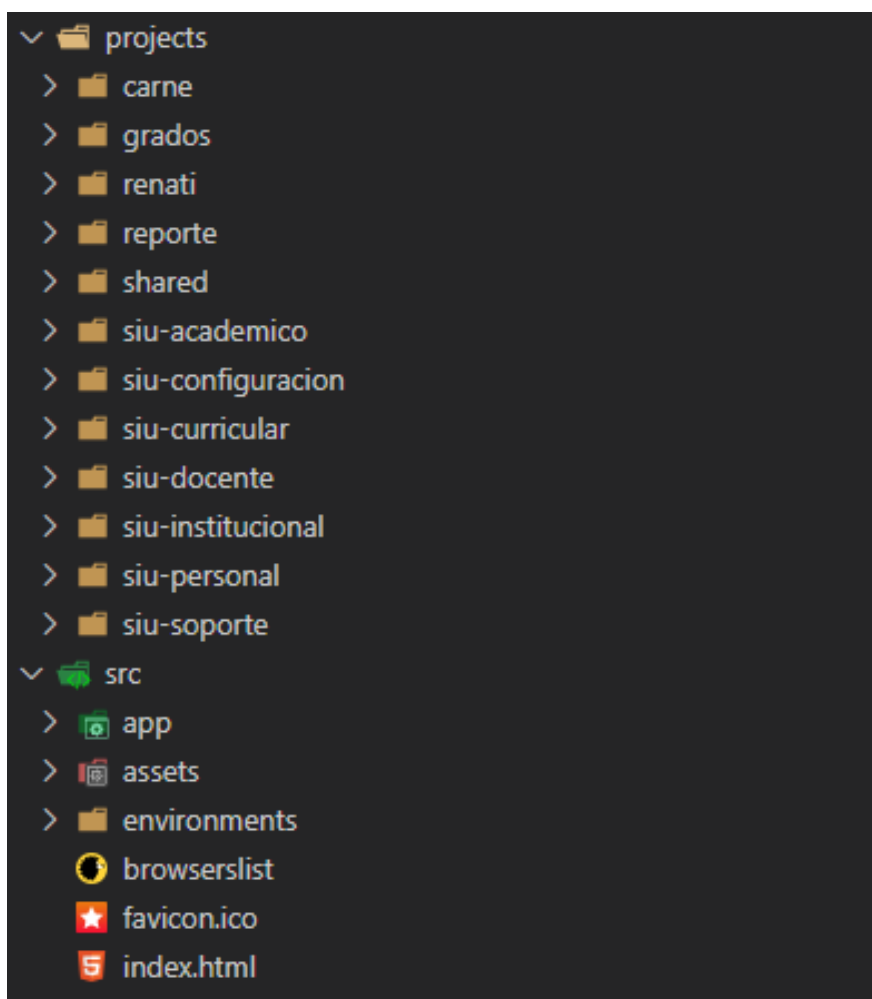 projects
carne
grados
renati
reporte
shared
siu-academico
siu-configuracion
siu-curricular
siu-docente
siu-institucional
siu-personal
siu-soporte
src
app
assets
environments
browserslist
favicon.ico
index.html